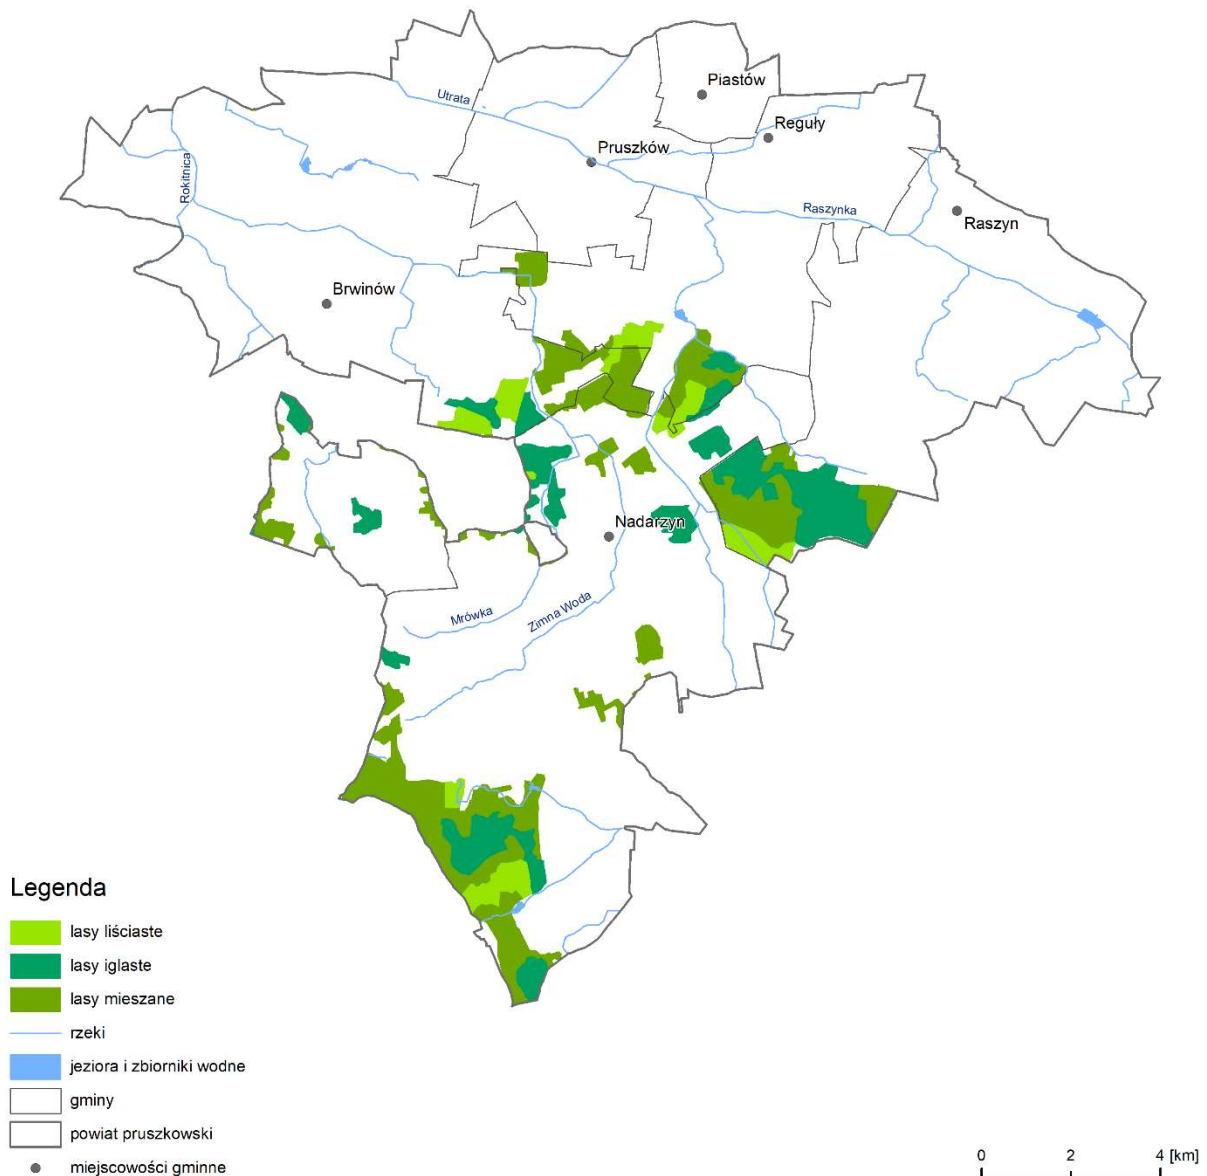 Piastów
Utrata
Reguły
Pruszków
Rokitnica
Raszynka
Raszyn
Brwinów
Nadarzyn
Mrówka
Zimna Woda
Legenda
lasy liściaste
lasy iglaste
lasy mieszane
rzeki
jeziora i zbiorniki wodne
gminy
powiat pruszkowski
miejscowości gminne
0 2 4 [km]